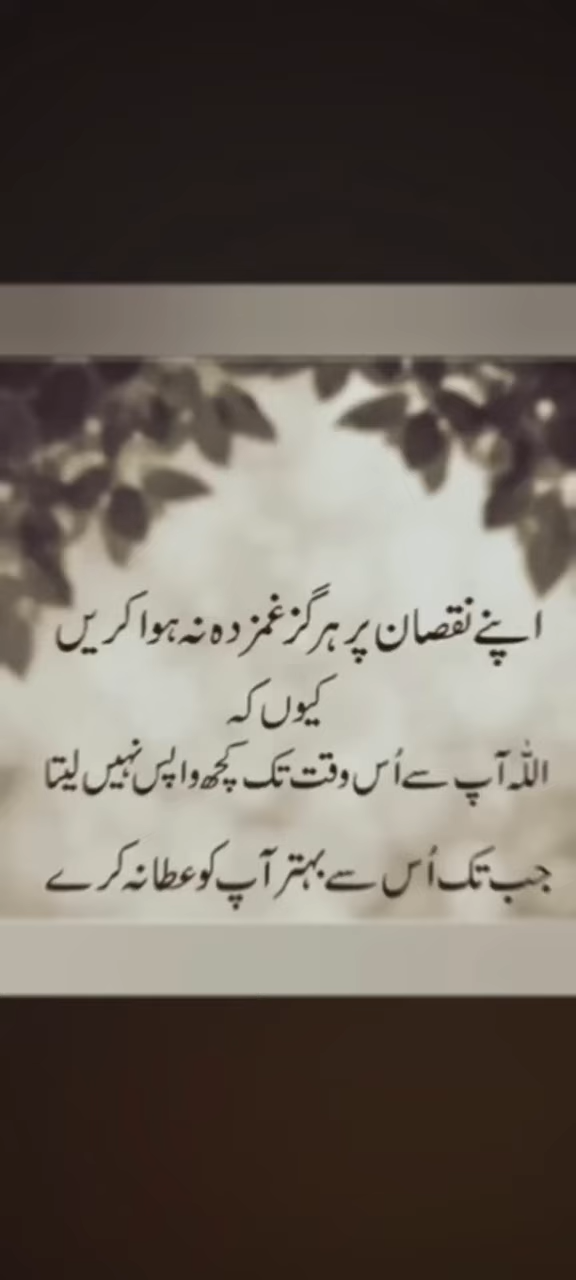 اپنے نقصان پر ہرگز غمزدہ نہ ہوا کریں
کیوں کہ
اللہ آپ سے اُس وقت تک کچھ واپس نہیں لیتا
جب تک اُس سے بہتر آپ کو عطا نہ کرے